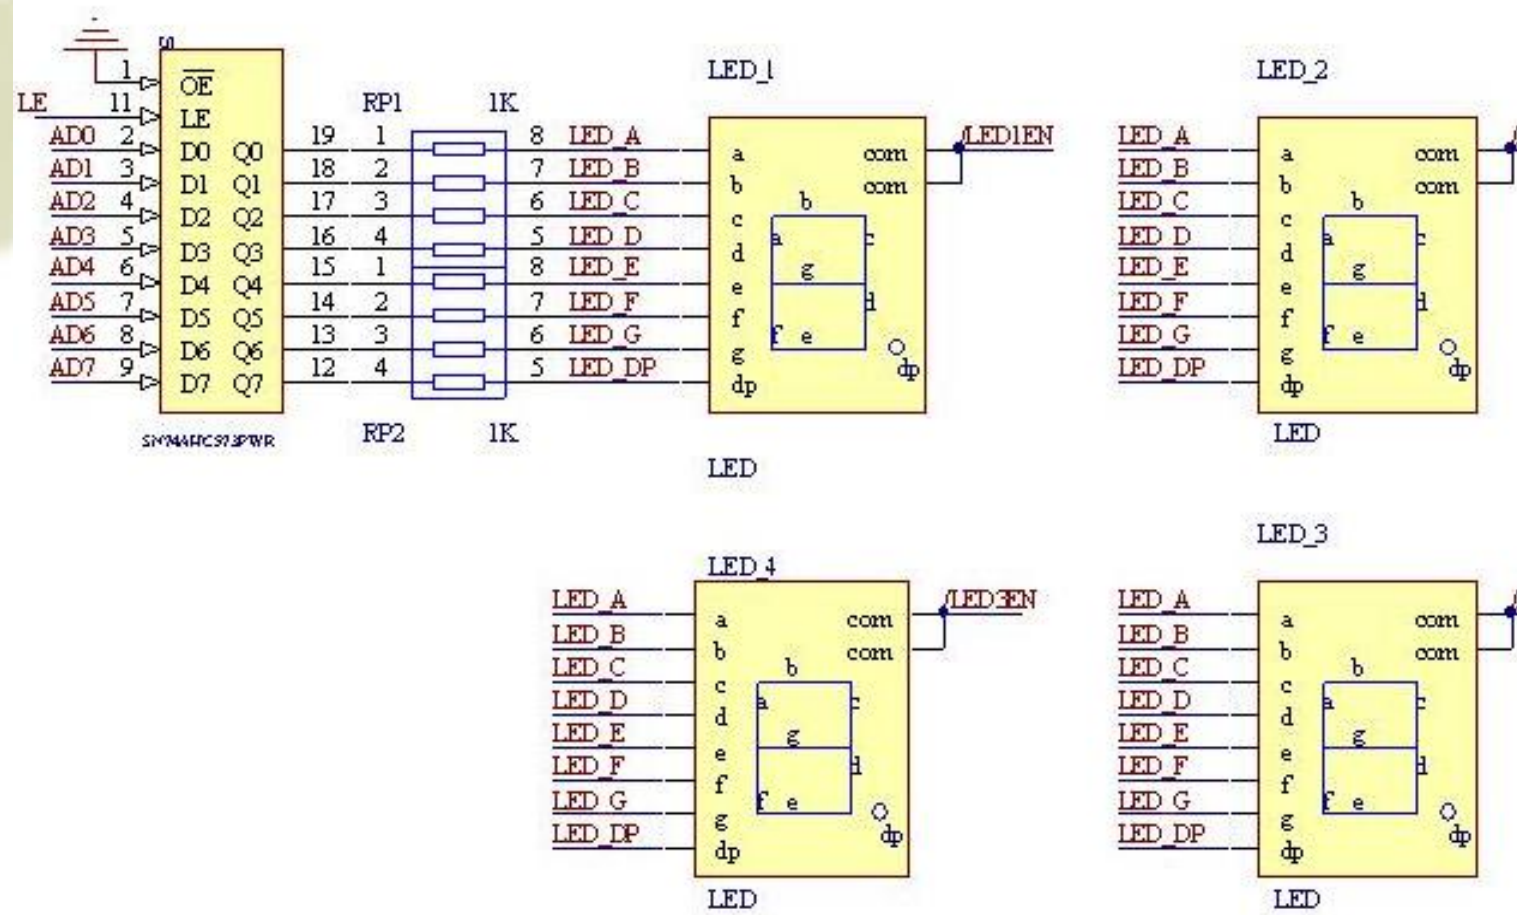 LED_1 LED_2
1 OE
LE 11 LE RP1 1K
AD0 2 D0 Q0 19 1 8 LED_A a com /LED1EN LED_A a com
AD1 3 D1 Q1 18 2 7 LED_B b com LED_B b com
AD2 4 D2 Q2 17 3 6 LED_C c b LED_C c b
AD3 5 D3 Q3 16 4 5 LED_D d a c LED_D d a c
AD4 6 D4 Q4 15 1 8 LED_E e g LED_E e g
AD5 7 D5 Q5 14 2 7 LED_F f d LED_F f d
AD6 8 D6 Q6 13 3 6 LED_G g f e LED_G g f e
AD7 9 D7 Q7 12 4 5 LED_DP dp dp LED_DP dp dp
RP2 1K LED
LED
LED_3
LED_4
LED_A a com /LED3EN LED_A a com
LED_B b com LED_B b com
LED_C c b LED_C c b
LED_D d a c LED_D d a c
LED_E e g LED_E e g
LED_F f d LED_F f d
LED_G g f e LED_G g f e
LED_DP dp dp LED_DP dp dp
LED LED